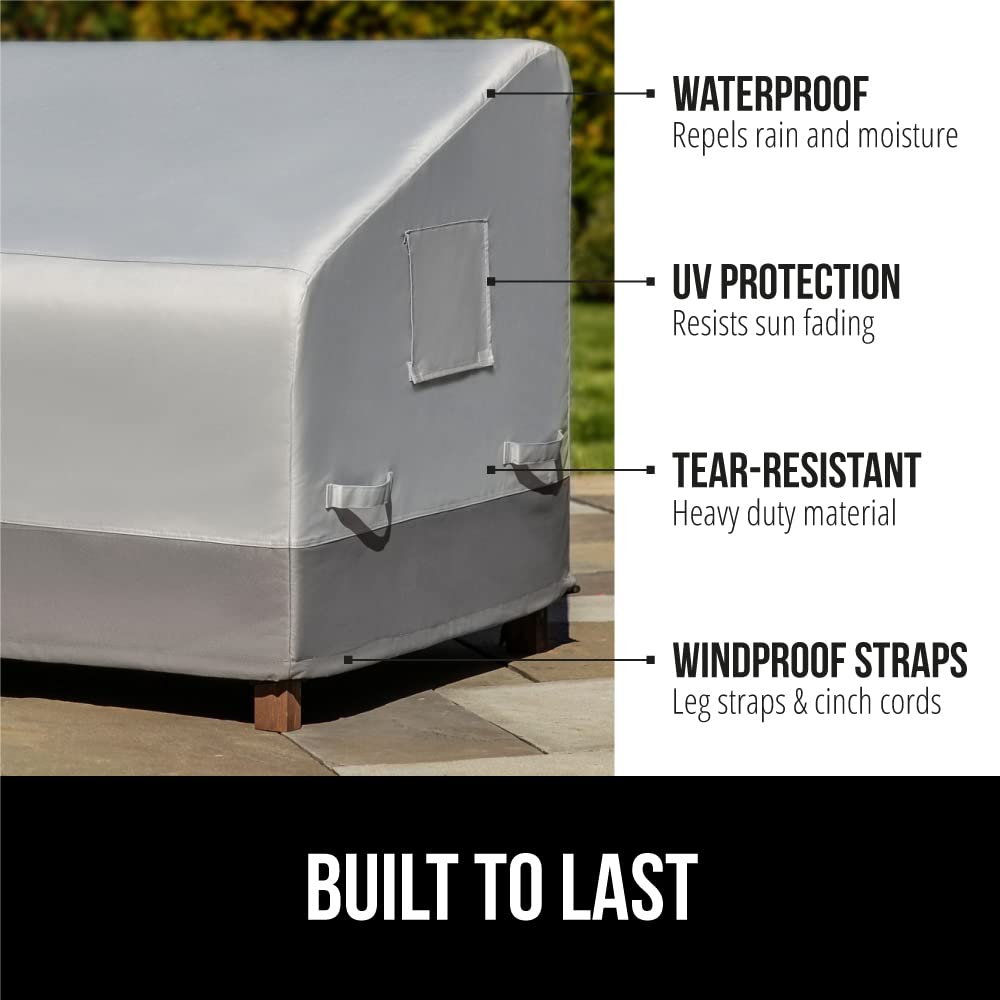 WATERPROOF
Repels rain and moisture
UV PROTECTION
Resists sun fading
TEAR-RESISTANT
Heavy duty material
WINDPROOF STRAPS
Leg straps & cinch cords
BUILT TO LAST